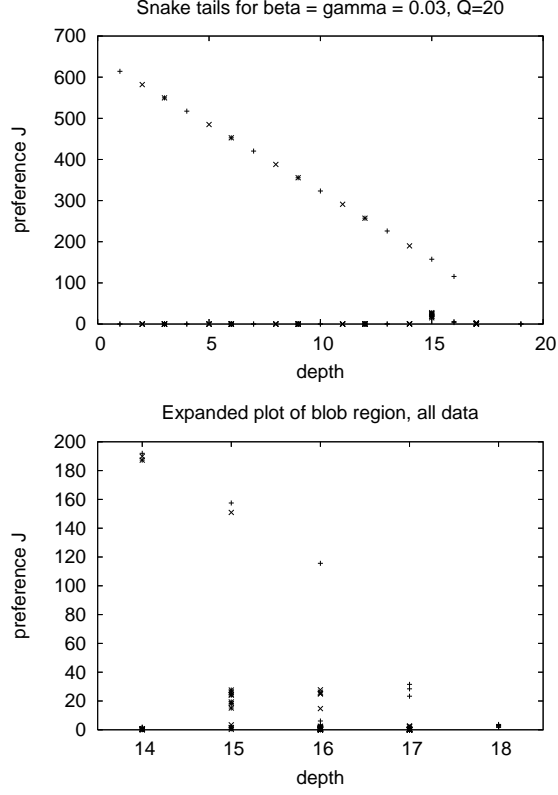 Snake tails for beta = gamma = 0.03, Q=20
700
600
500
400
300
200
100
0
preference J
0 5 10 15 20
depth
Expanded plot of blob region, all data
200
180
160
140
120
100
80
60
40
20
0
preference J
14 15 16 17 18
depth